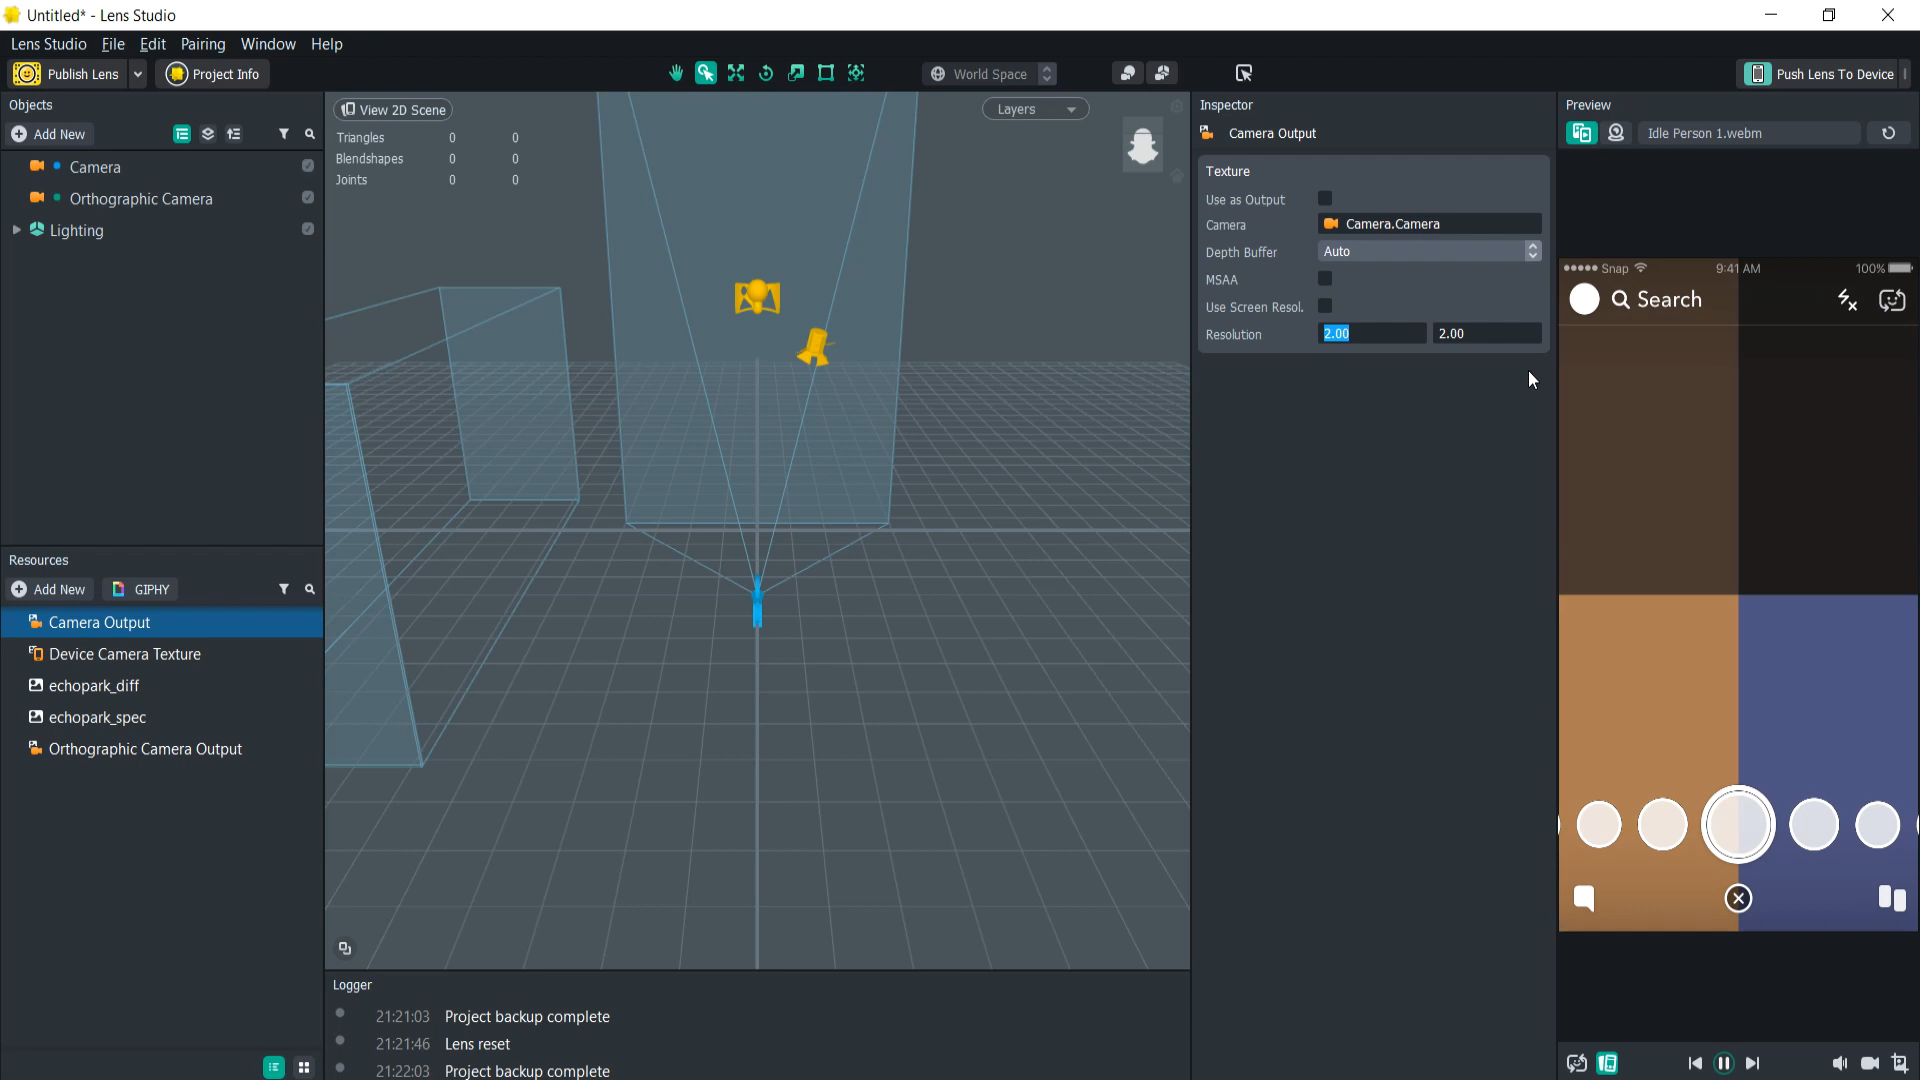 Untitled* - Lens Studio
Lens Studio File Edit Pairing Window Help
Publish Lens Project Info World Space Push Lens To Device
Objects
Add New
Camera
Orthographic Camera
Lighting
Resources
Add New GIPHY
Camera Output
Device Camera Texture
echopark_diff
echopark_spec
Orthographic Camera Output
View 2D Scene Layers
Triangles 0 0
Blendshapes 0 0
Joints 0 0
Logger
21:21:03 Project backup complete
21:21:46 Lens reset
21:22:03 Project backup complete
Inspector
Camera Output
Texture
Use as Output
Camera Camera.Camera
Depth Buffer Auto
MSAA
Use Screen Resol.
Resolution 2.00 2.00
Preview
Idle Person 1.webm
Snap 9:41 AM 100%
Search